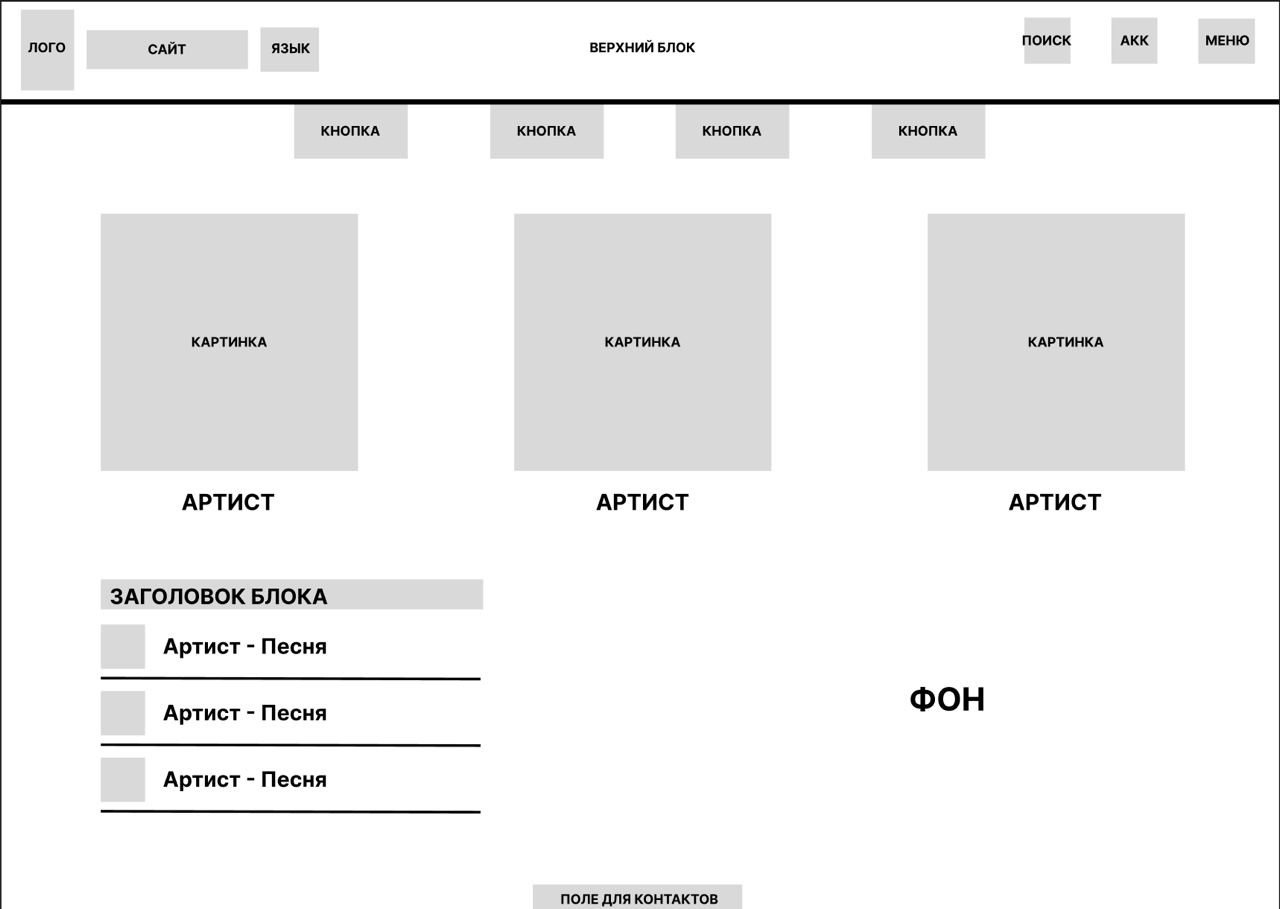 ЛОГО
САЙТ
ЯЗЫК
ВЕРХНИЙ БЛОК
ПОИСК
АКК
МЕНЮ
КНОПКА
КНОПКА
КНОПКА
КНОПКА
КАРТИНКА
КАРТИНКА
КАРТИНКА
АРТИСТ
АРТИСТ
АРТИСТ
ЗАГОЛОВОК БЛОКА
Артист - Песня
Артист - Песня
Артист - Песня
ФОН
ПОЛЕ ДЛЯ КОНТАКТОВ